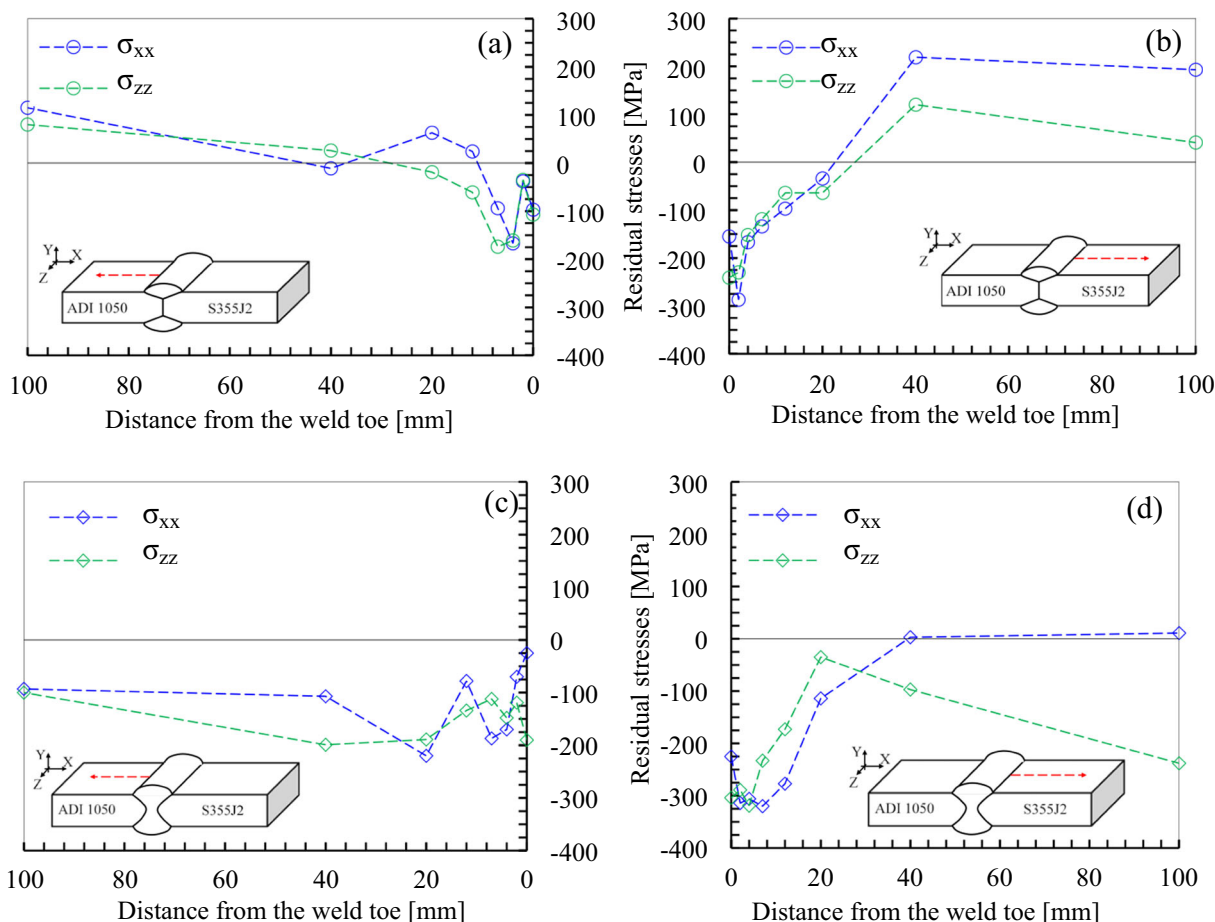 (a)
σxx
σzz
300
200
100
0
-100
-200
-300
-400
Y
X
Z
ADI 1050
S355J2
100
80
60
40
20
0
Distance from the weld toe [mm]
(b)
σxx
σzz
Residual stresses [MPa]
300
200
100
0
-100
-200
-300
-400
Y
X
Z
ADI 1050
S355J2
0
20
40
60
80
100
Distance from the weld toe [mm]
(c)
σxx
σzz
300
200
100
0
-100
-200
-300
-400
Y
X
Z
ADI 1050
S355J2
100
80
60
40
20
0
Distance from the weld toe [mm]
(d)
σxx
σzz
Residual stresses [MPa]
300
200
100
0
-100
-200
-300
-400
Y
X
Z
ADI 1050
S355J2
0
20
40
60
80
100
Distance from the weld toe [mm]